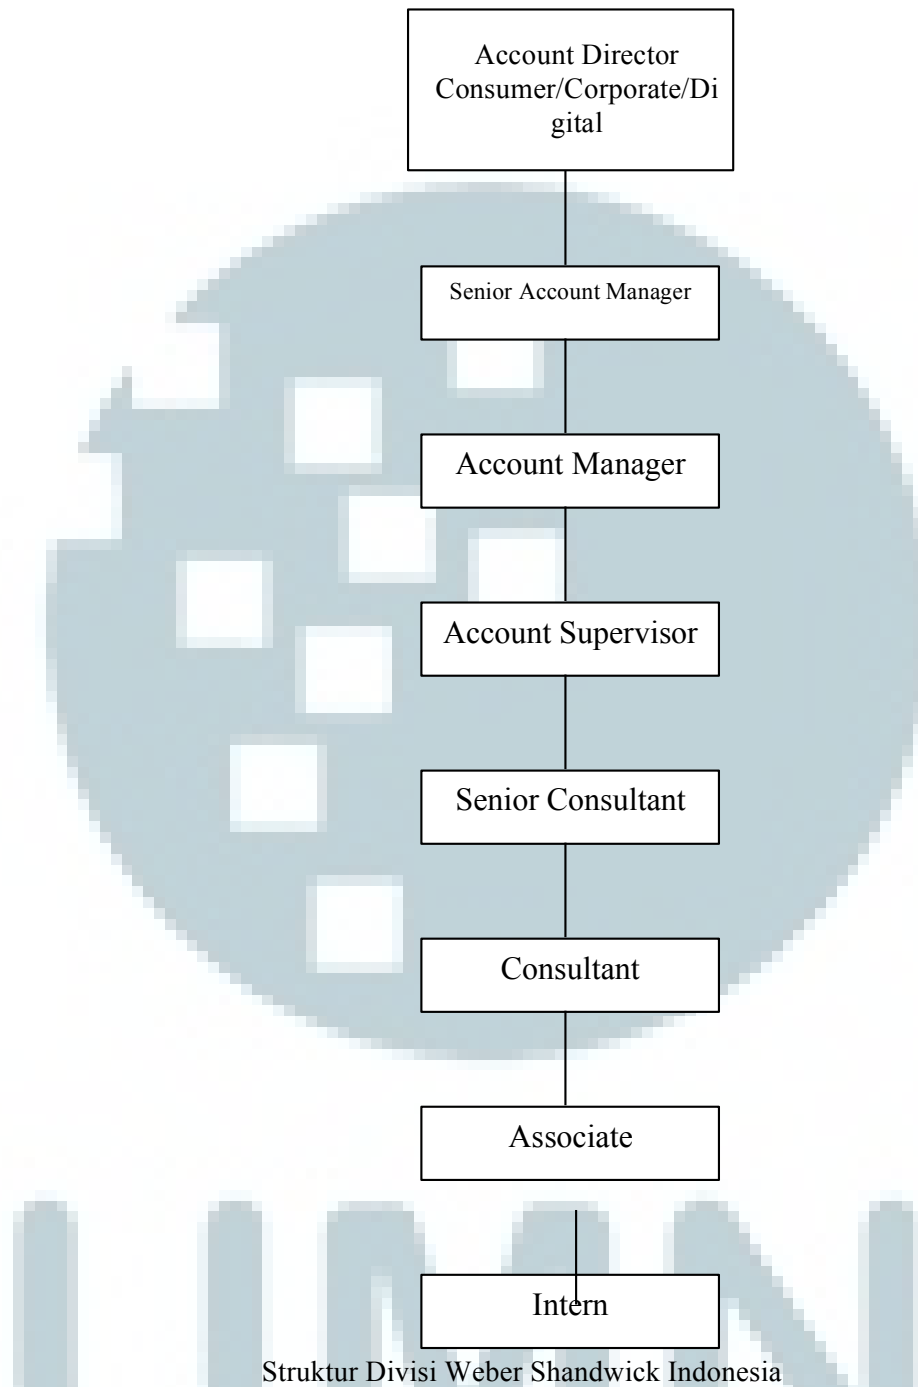 Account Director
Consumer/Corporate/Di
gital
Senior Account Manager
Account Manager
Account Supervisor
Senior Consultant
Consultant
Associate
Intern
Struktur Divisi Weber Shandwick Indonesia
UMN